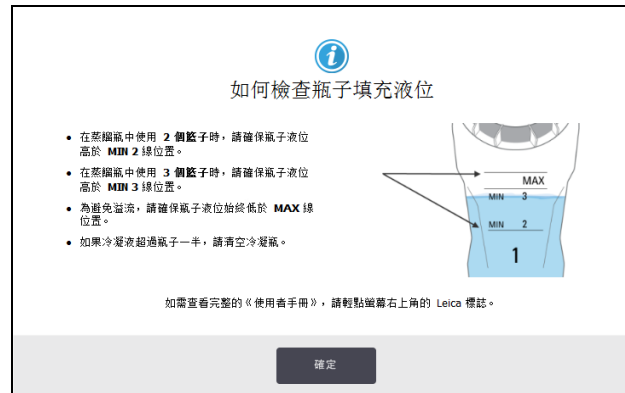 如何檢查瓶子填充液位
• 在蒸餾瓶中使用 2 個籃子時，請確保瓶子液位
高於 MIN 2 線位置。
• 在蒸餾瓶中使用 3 個籃子時，請確保瓶子液位
高於 MIN 3 線位置。
• 為避免溢流，請確保瓶子液位始終低於 MAX 線
位置。
• 如果冷凝液超過瓶子一半，請清空冷凝瓶。
MAX
MIN 3
MIN 2
1
如需查看完整的《使用者手冊》，請輕點螢幕右上角的 Leica 標誌。
確定